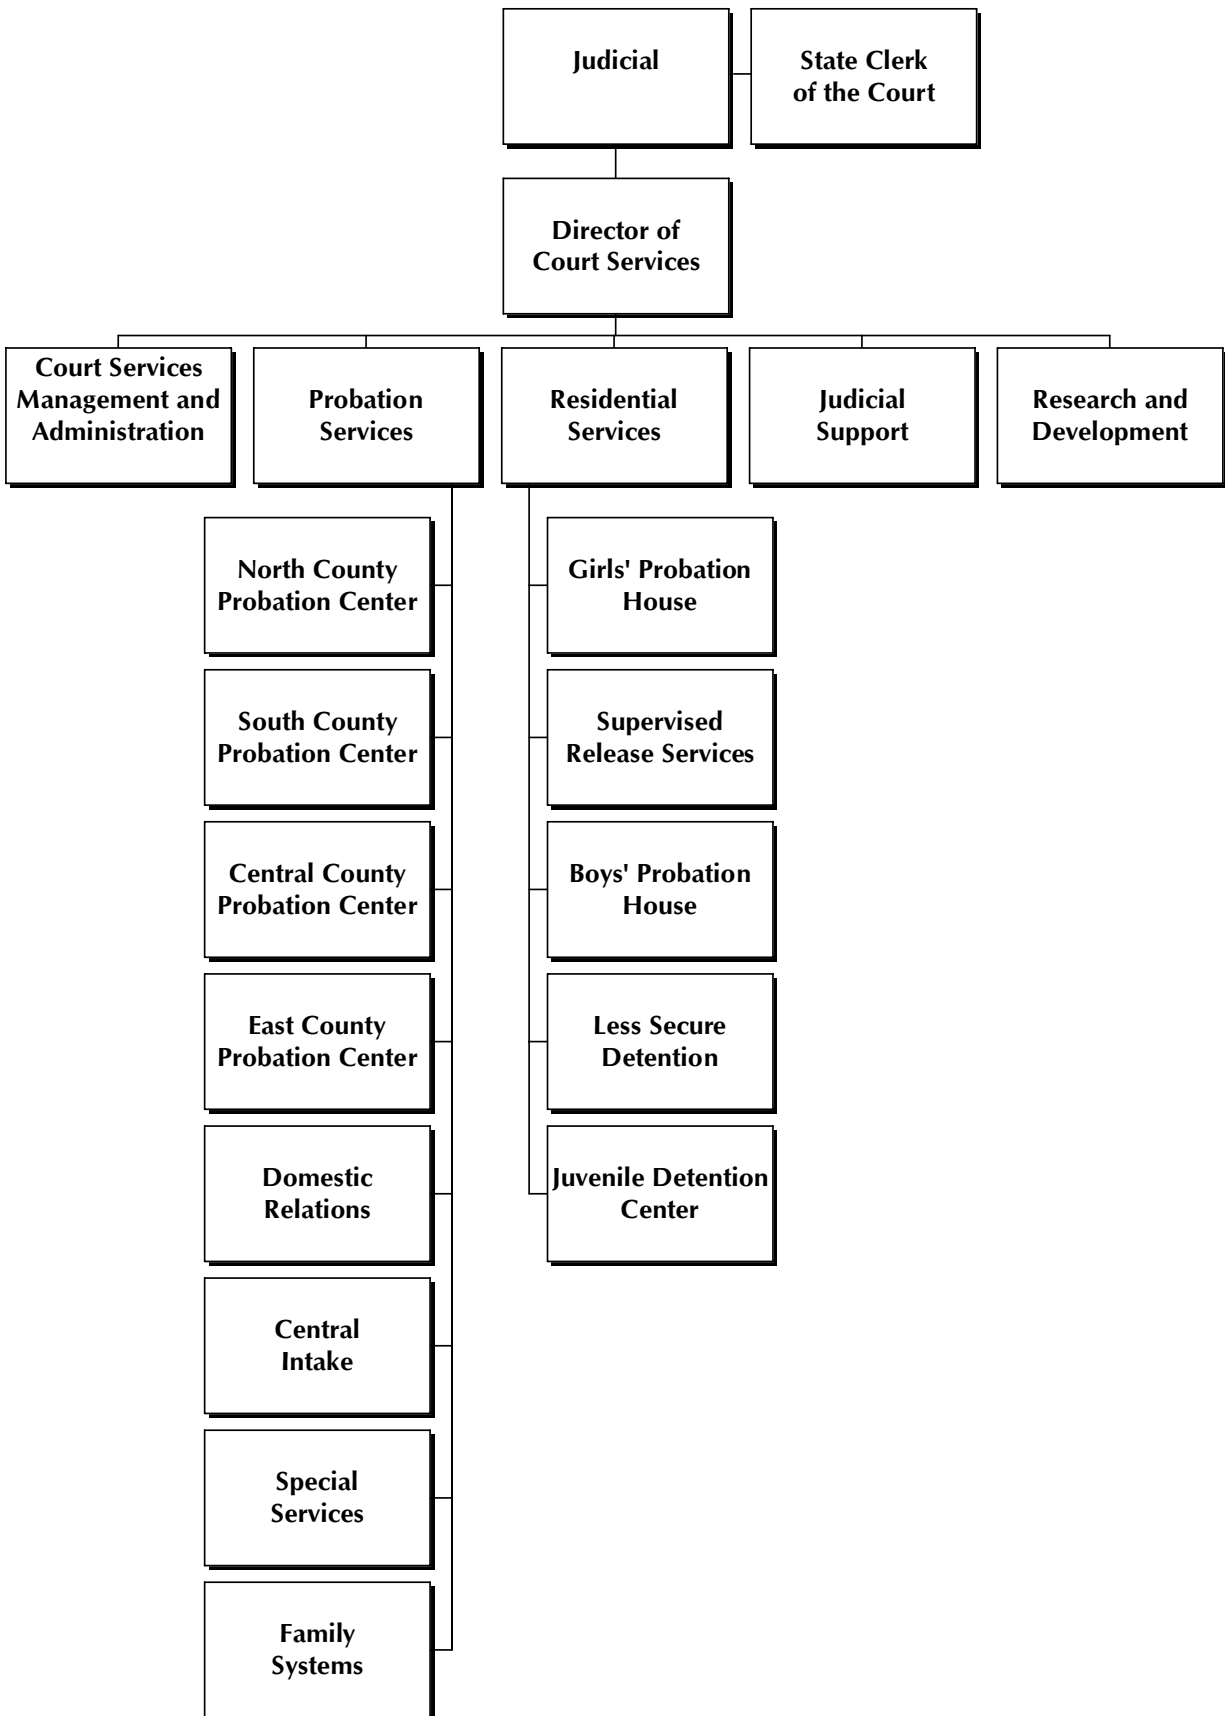 Judicial
State Clerk
of the Court
Director of
Court Services
Court Services
Management and
Administration
Probation
Services
Residential
Services
Judicial
Support
Research and
Development
North County
Probation Center
South County
Probation Center
Central County
Probation Center
East County
Probation Center
Domestic
Relations
Central
Intake
Special
Services
Family
Systems
Girls' Probation
House
Supervised
Release Services
Boys' Probation
House
Less Secure
Detention
Juvenile Detention
Center